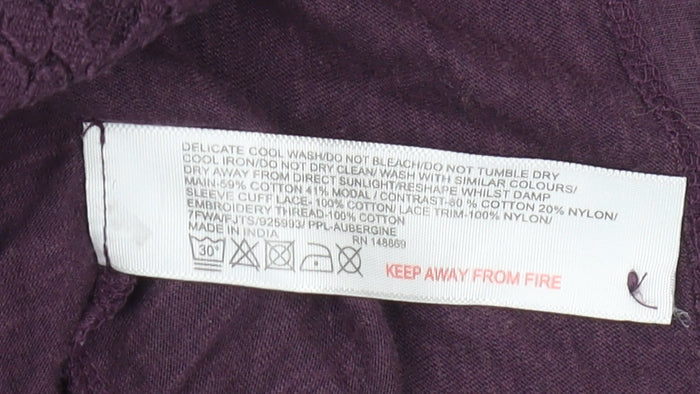 DELICATE COOL WASH/DO NOT BLEACH/DO NOT TUMBLE DRY
COOL IRON/DO NOT DRY CLEAN/ WASH WITH SIMILAR COLOURS/
DRY AWAY FROM DIRECT SUNLIGHT/RESHAPE WHILST DAMP
MAIN-59% COTTON 41% MODAL / CONTRAST-80 % COTTON 20% NYLON/
SLEEVE CUFF LACE- 100% COTTON/ LACE TRIM-100% NYLON/
EMBROIDERY THREAD-100% COTTON
7FWA/FJTS/925993/ PPL-AUBERGINE
MADE IN INDIA RN 148869
30° KEEP AWAY FROM FIRE